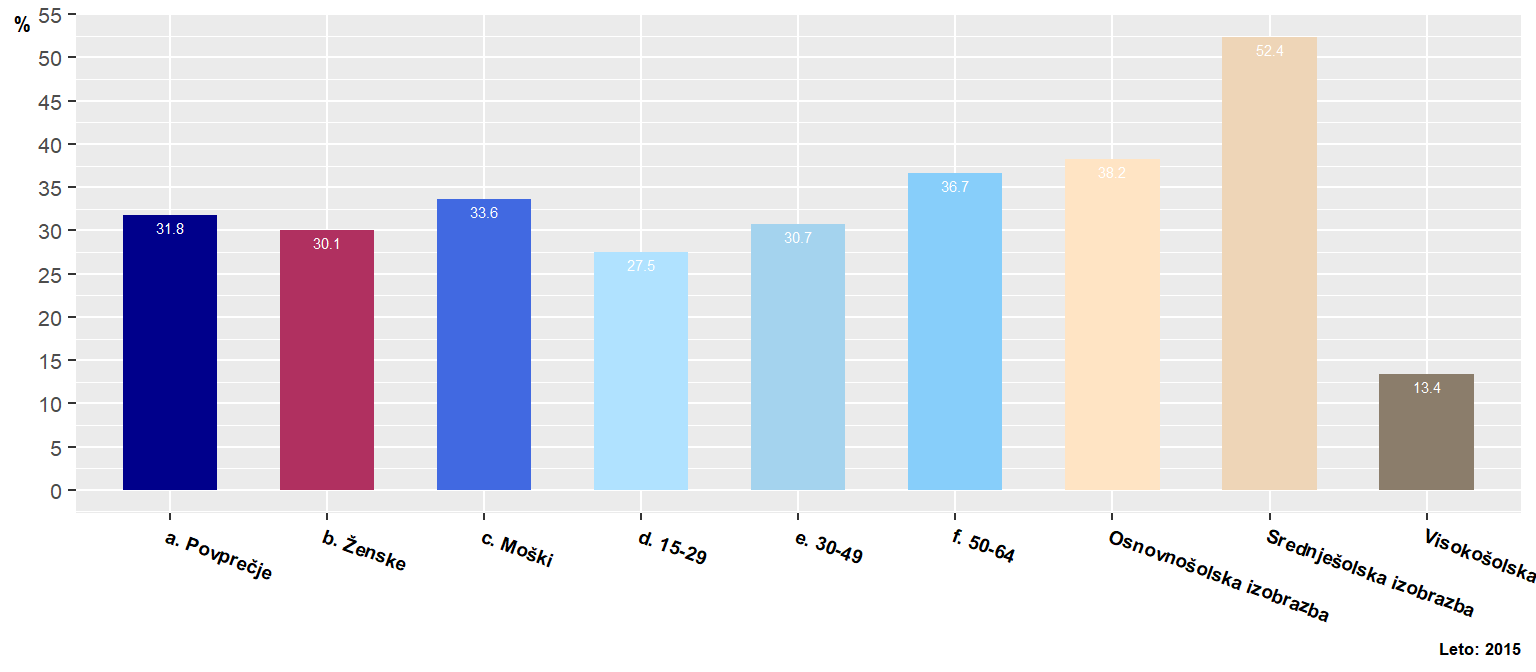 %
55
50
45
40
35
30
25
20
15
10
5
0
31.8
30.1
33.6
27.5
30.7
36.7
38.2
52.4
13.4
a. Povprečje
b. Ženske
c. Moški
d. 15-29
e. 30-49
f. 50-64
Osnovnošolska izobrazba
Srednješolska izobrazba
Visokošolska
Leto: 2015